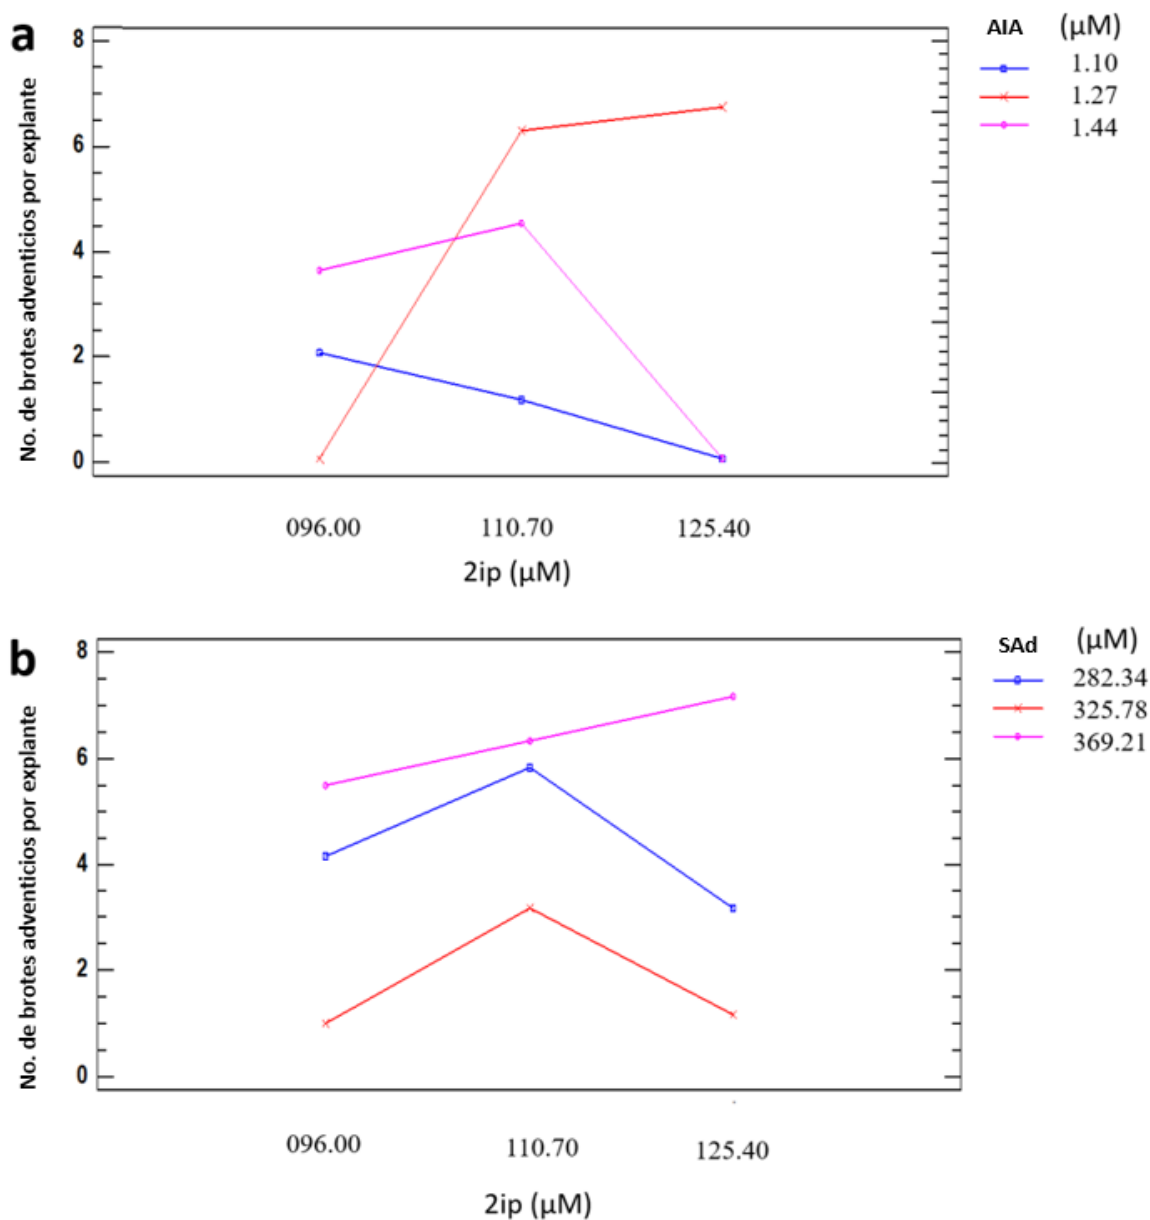 a
AIA (µM)
1.10
1.27
1.44
No. de brotes adventicios por explante
8
6
4
2
0
096.00 110.70 125.40
2ip (µM)
b
SAd (µM)
282.34
325.78
369.21
No. de brotes adventicios por explante
8
6
4
2
0
096.00 110.70 125.40
2ip (µM)